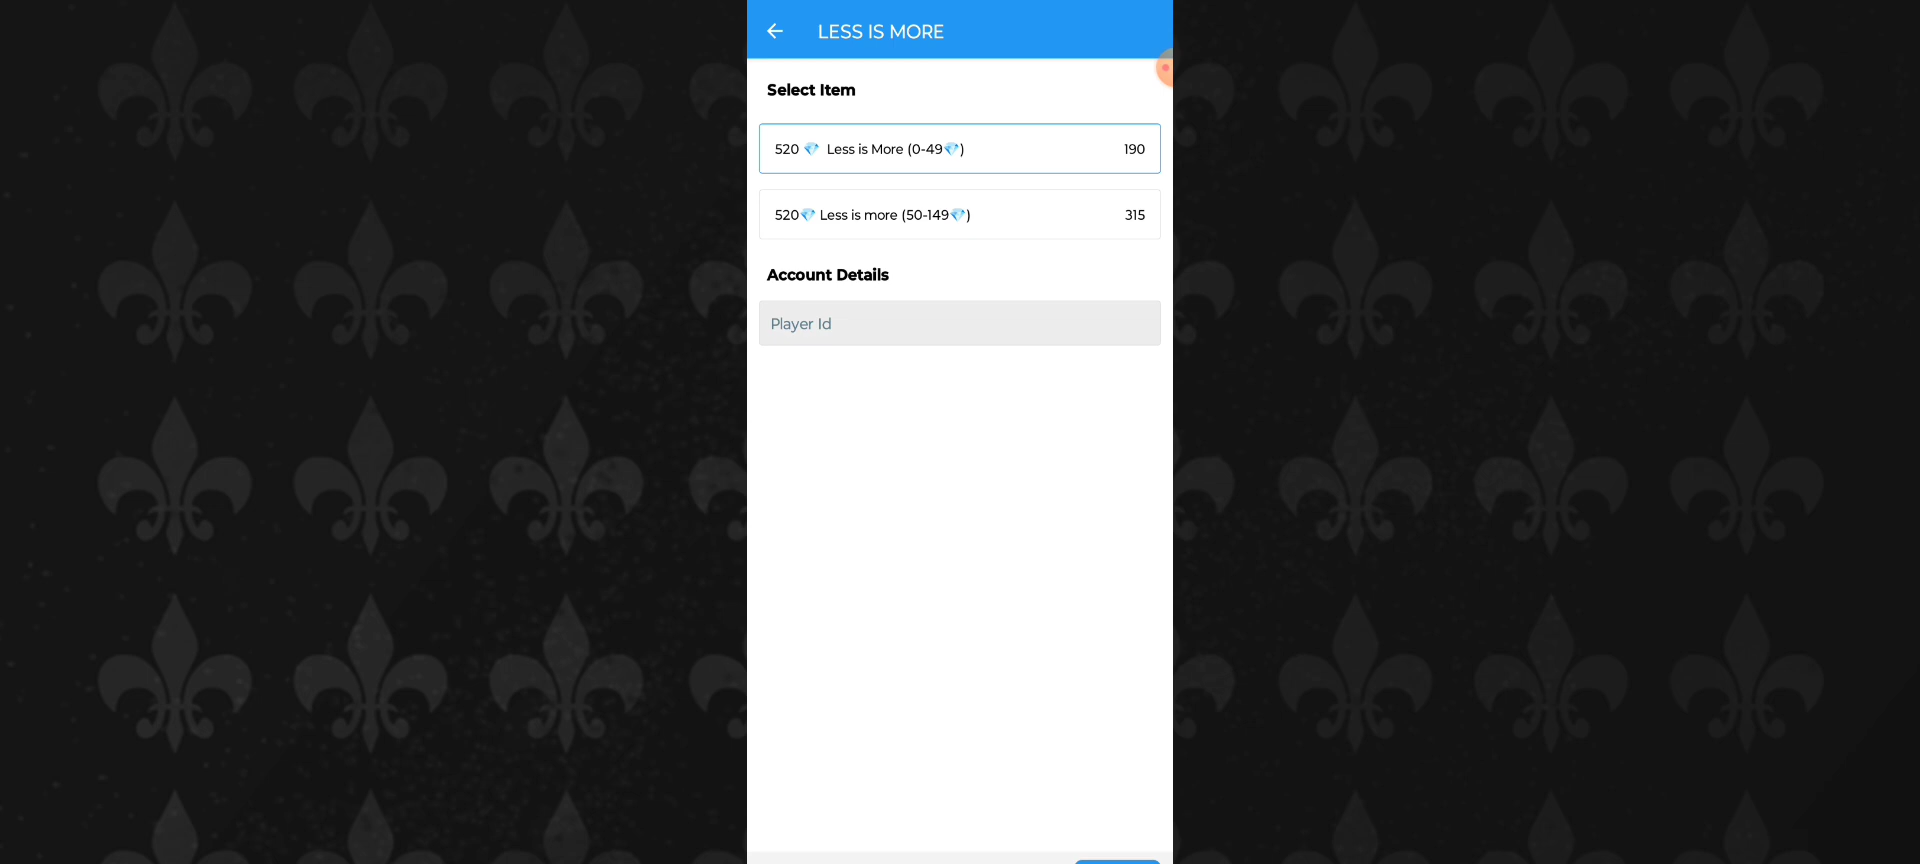 LESS IS MORE
Select Item
520 💎 Less is More (0-49💎) 190
520💎 Less is more (50-149💎) 315
Account Details
Player Id